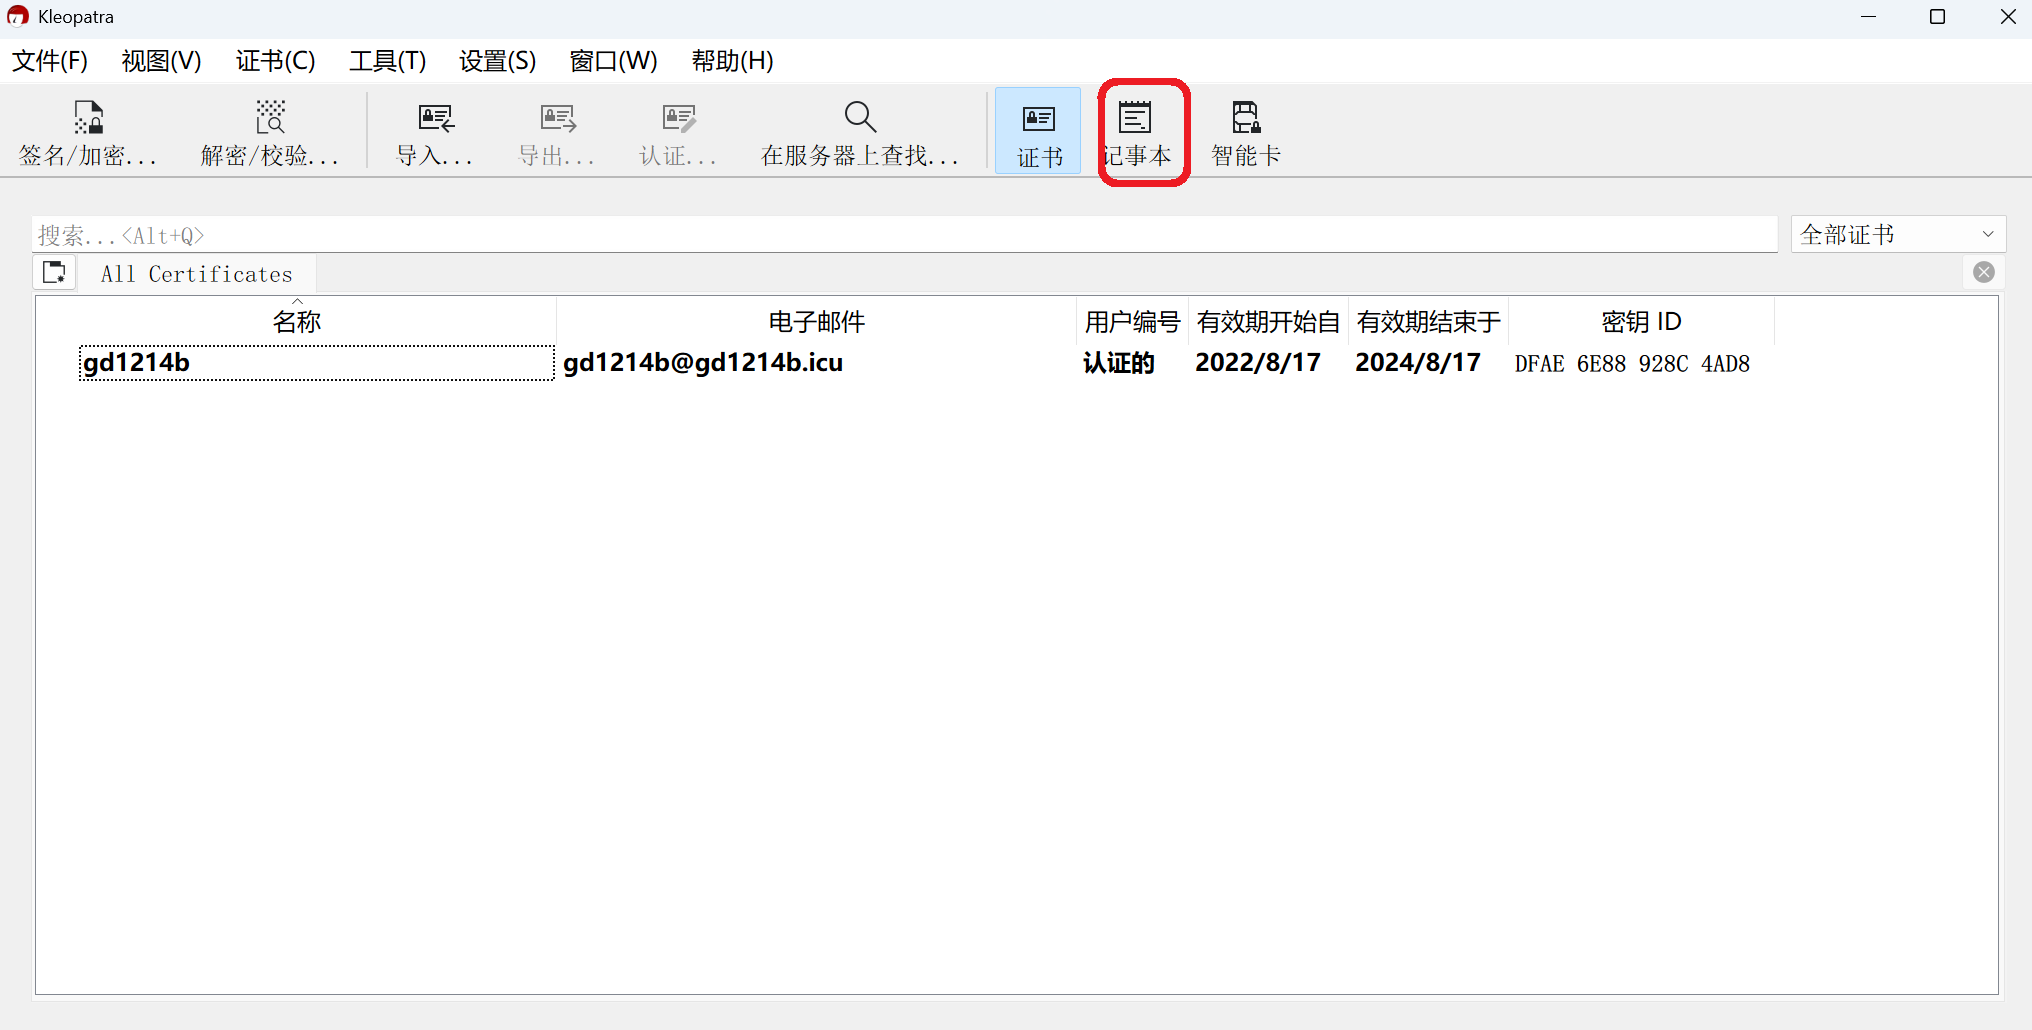 Kleopatra
文件(F) 视图(V) 证书(C) 工具(T) 设置(S) 窗口(W) 帮助(H)
签名/加密... 解密/校验... 导入... 导出... 认证... 在服务器上查找... 证书 记事本 智能卡
搜索...<Alt+Q> 全部证书
All Certificates
名称 电子邮件 用户编号 有效期开始自 有效期结束于 密钥 ID
gd1214b gd1214b@gd1214b.icu 认证的 2022/8/17 2024/8/17 DFAE 6E88 928C 4AD8